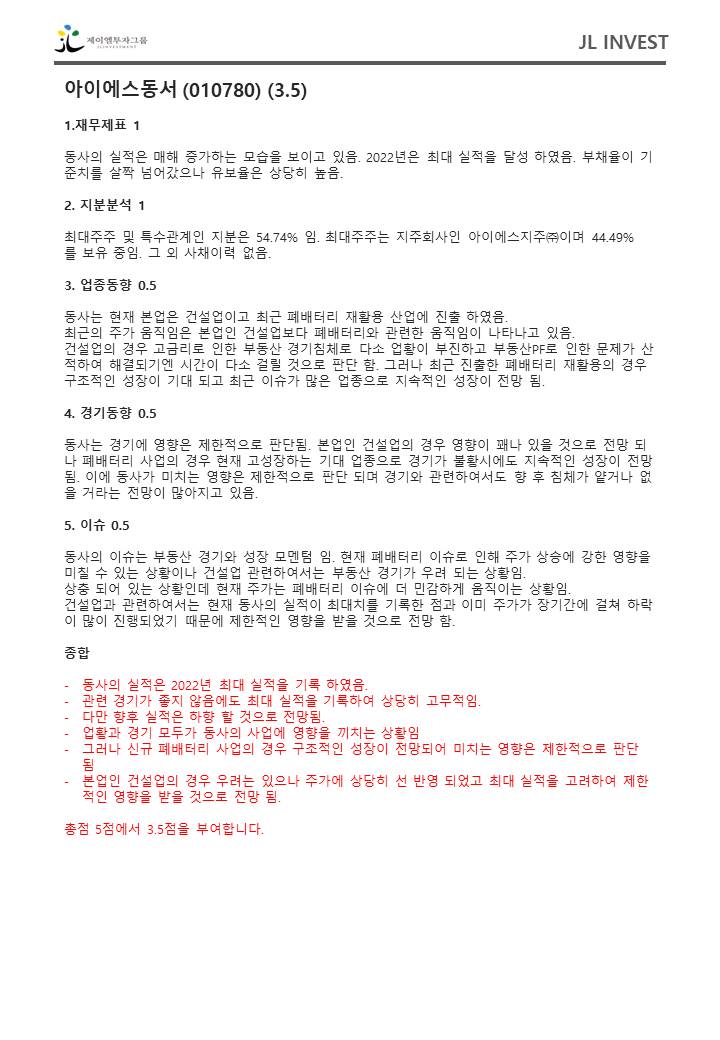 제이엘투자그룹
JL INVESTMENT
JL INVEST
아이에스동서 (010780) (3.5)
1.재무제표 1
동사의 실적은 매해 증가하는 모습을 보이고 있음. 2022년은 최대 실적을 달성 하였음. 부채율이 기
준치를 살짝 넘어갔으나 유보율은 상당히 높음.
2. 지분분석 1
최대주주 및 특수관계인 지분은 54.74% 임. 최대주주는 지주회사인 아이에스지주㈜이며 44.49%
를 보유 중임. 그 외 사채이력 없음.
3. 업종동향 0.5
동사는 현재 본업은 건설업이고 최근 폐배터리 재활용 산업에 진출 하였음.
최근의 주가 움직임은 본업인 건설업보다 폐배터리와 관련한 움직임이 나타나고 있음.
건설업의 경우 고금리로 인한 부동산 경기침체로 다소 업황이 부진하고 부동산PF로 인한 문제가 산
적하여 해결되기엔 시간이 다소 걸릴 것으로 판단 함. 그러나 최근 진출한 폐배터리 재활용의 경우
구조적인 성장이 기대 되고 최근 이슈가 많은 업종으로 지속적인 성장이 전망 됨.
4. 경기동향 0.5
동사는 경기에 영향은 제한적으로 판단됨. 본업인 건설업의 경우 영향이 꽤나 있을 것으로 전망 되
나 폐배터리 사업의 경우 현재 고성장하는 기대 업종으로 경기가 불황시에도 지속적인 성장이 전망
됨. 이에 동사가 미치는 영향은 제한적으로 판단 되며 경기와 관련하여서도 향 후 침체가 얕거나 없
을 거라는 전망이 많아지고 있음.
5. 이슈 0.5
동사의 이슈는 부동산 경기와 성장 모멘텀 임. 현재 폐배터리 이슈로 인해 주가 상승에 강한 영향을
미칠 수 있는 상황이나 건설업 관련하여서는 부동산 경기가 우려 되는 상황임.
상충 되어 있는 상황인데 현재 주가는 폐배터리 이슈에 더 민감하게 움직이는 상황임.
건설업과 관련하여서는 현재 동사의 실적이 최대치를 기록한 점과 이미 주가가 장기간에 걸쳐 하락
이 많이 진행되었기 때문에 제한적인 영향을 받을 것으로 전망 함.
종합
- 동사의 실적은 2022년 최대 실적을 기록 하였음.
- 관련 경기가 좋지 않음에도 최대 실적을 기록하여 상당히 고무적임.
- 다만 향후 실적은 하향 할 것으로 전망됨.
- 업황과 경기 모두가 동사의 사업에 영향을 끼치는 상황임
- 그러나 신규 폐배터리 사업의 경우 구조적인 성장이 전망되어 미치는 영향은 제한적으로 판단
됨
- 본업인 건설업의 경우 우려는 있으나 주가에 상당히 선 반영 되었고 최대 실적을 고려하여 제한
적인 영향을 받을 것으로 전망 됨.
총점 5점에서 3.5점을 부여합니다.